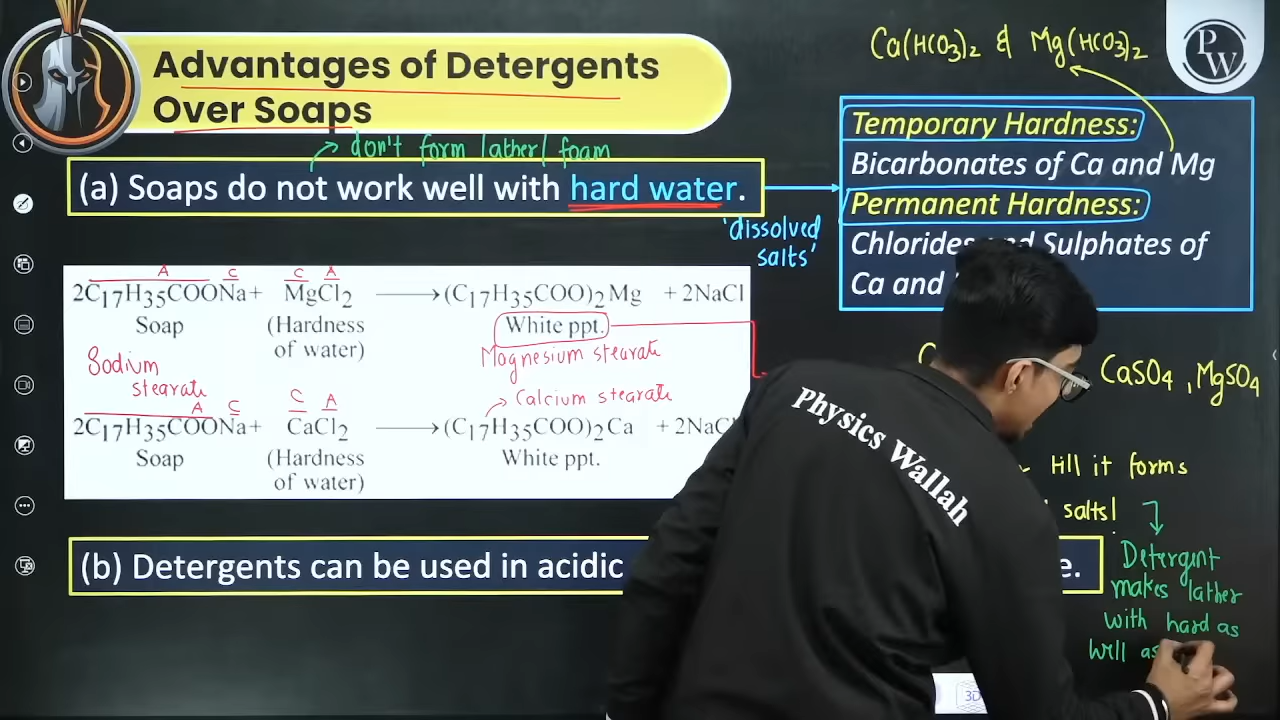 Ca(HCO3)2 & Mg(HCO3)2
PW
Advantages of Detergents
Over Soaps
don't form lather/foam
(a) Soaps do not work well with hard water.
'dissolved
salts'
Temporary Hardness:
Bicarbonates of Ca and Mg
Permanent Hardness:
Chlorides and Sulphates of
Ca and
A C C A
2C17H35COONa+ MgCl2 ⟶ (C17H35COO)2Mg + 2NaCl
Soap (Hardness of water) White ppt.
Sodium
stearate
Magnesium stearate
Calcium stearate
A C C A
2C17H35COONa+ CaCl2 ⟶ (C17H35COO)2Ca + 2NaCl
Soap (Hardness of water) White ppt.
CaSO4, MgSO4
till it forms
salts!
Physics Wallah
(b) Detergents can be used in acidic
e.
Detergent
makes lather
with hard as
well as
3D